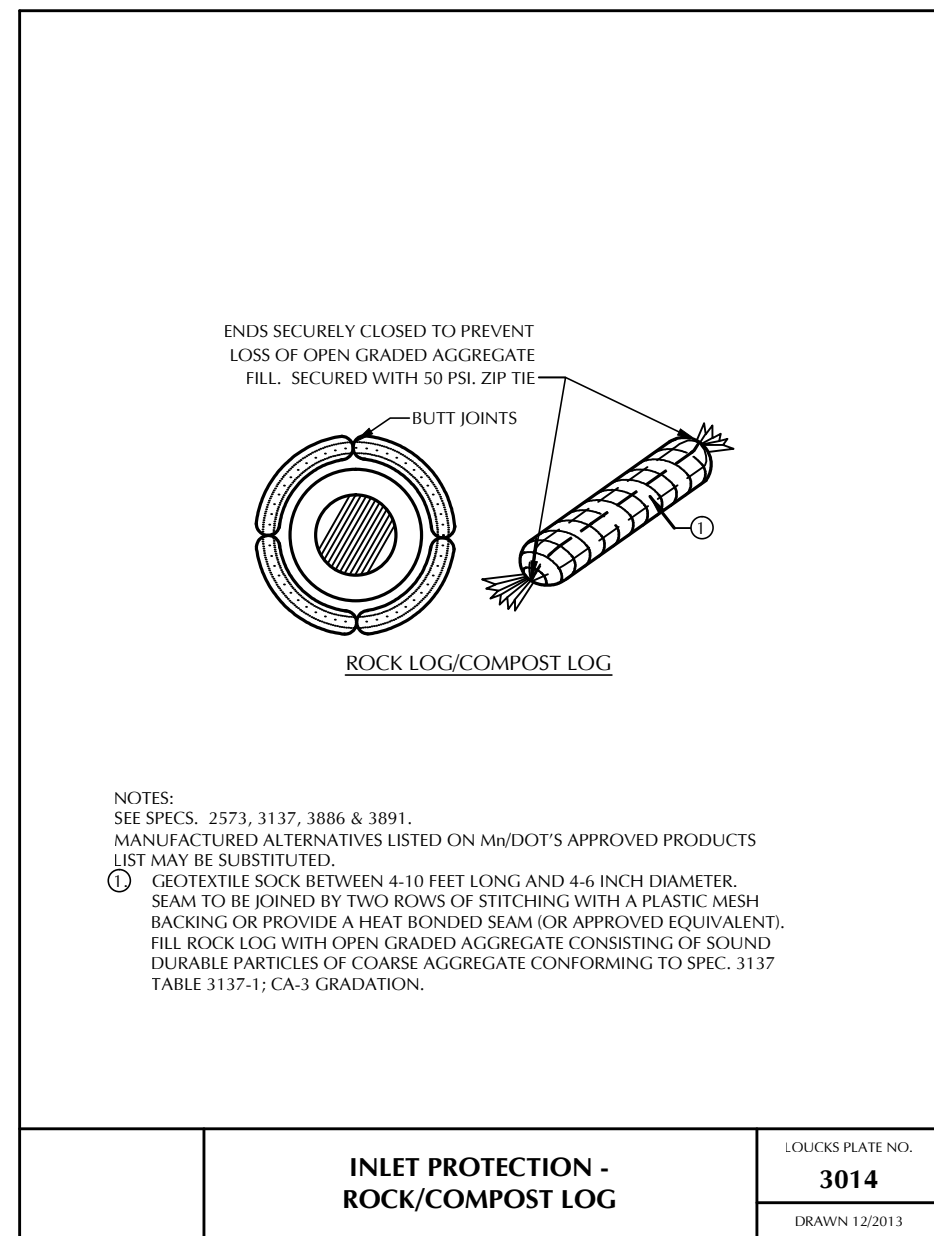 ENDS SECURELY CLOSED TO PREVENT
LOSS OF OPEN GRADED AGGREGATE
FILL. SECURED WITH 50 PSI. ZIP TIE
BUTT JOINTS
1
ROCK LOG/COMPOST LOG
NOTES:
SEE SPECS. 2573, 3137, 3886 & 3891.
MANUFACTURED ALTERNATIVES LISTED ON Mn/DOT'S APPROVED PRODUCTS
LIST MAY BE SUBSTITUTED.
1. GEOTEXTILE SOCK BETWEEN 4-10 FEET LONG AND 4-6 INCH DIAMETER.
SEAM TO BE JOINED BY TWO ROWS OF STITCHING WITH A PLASTIC MESH
BACKING OR PROVIDE A HEAT BONDED SEAM (OR APPROVED EQUIVALENT).
FILL ROCK LOG WITH OPEN GRADED AGGREGATE CONSISTING OF SOUND
DURABLE PARTICLES OF COARSE AGGREGATE CONFORMING TO SPEC. 3137
TABLE 3137-1; CA-3 GRADATION.
INLET PROTECTION -
ROCK/COMPOST LOG
LOUCKS PLATE NO.
3014
DRAWN 12/2013